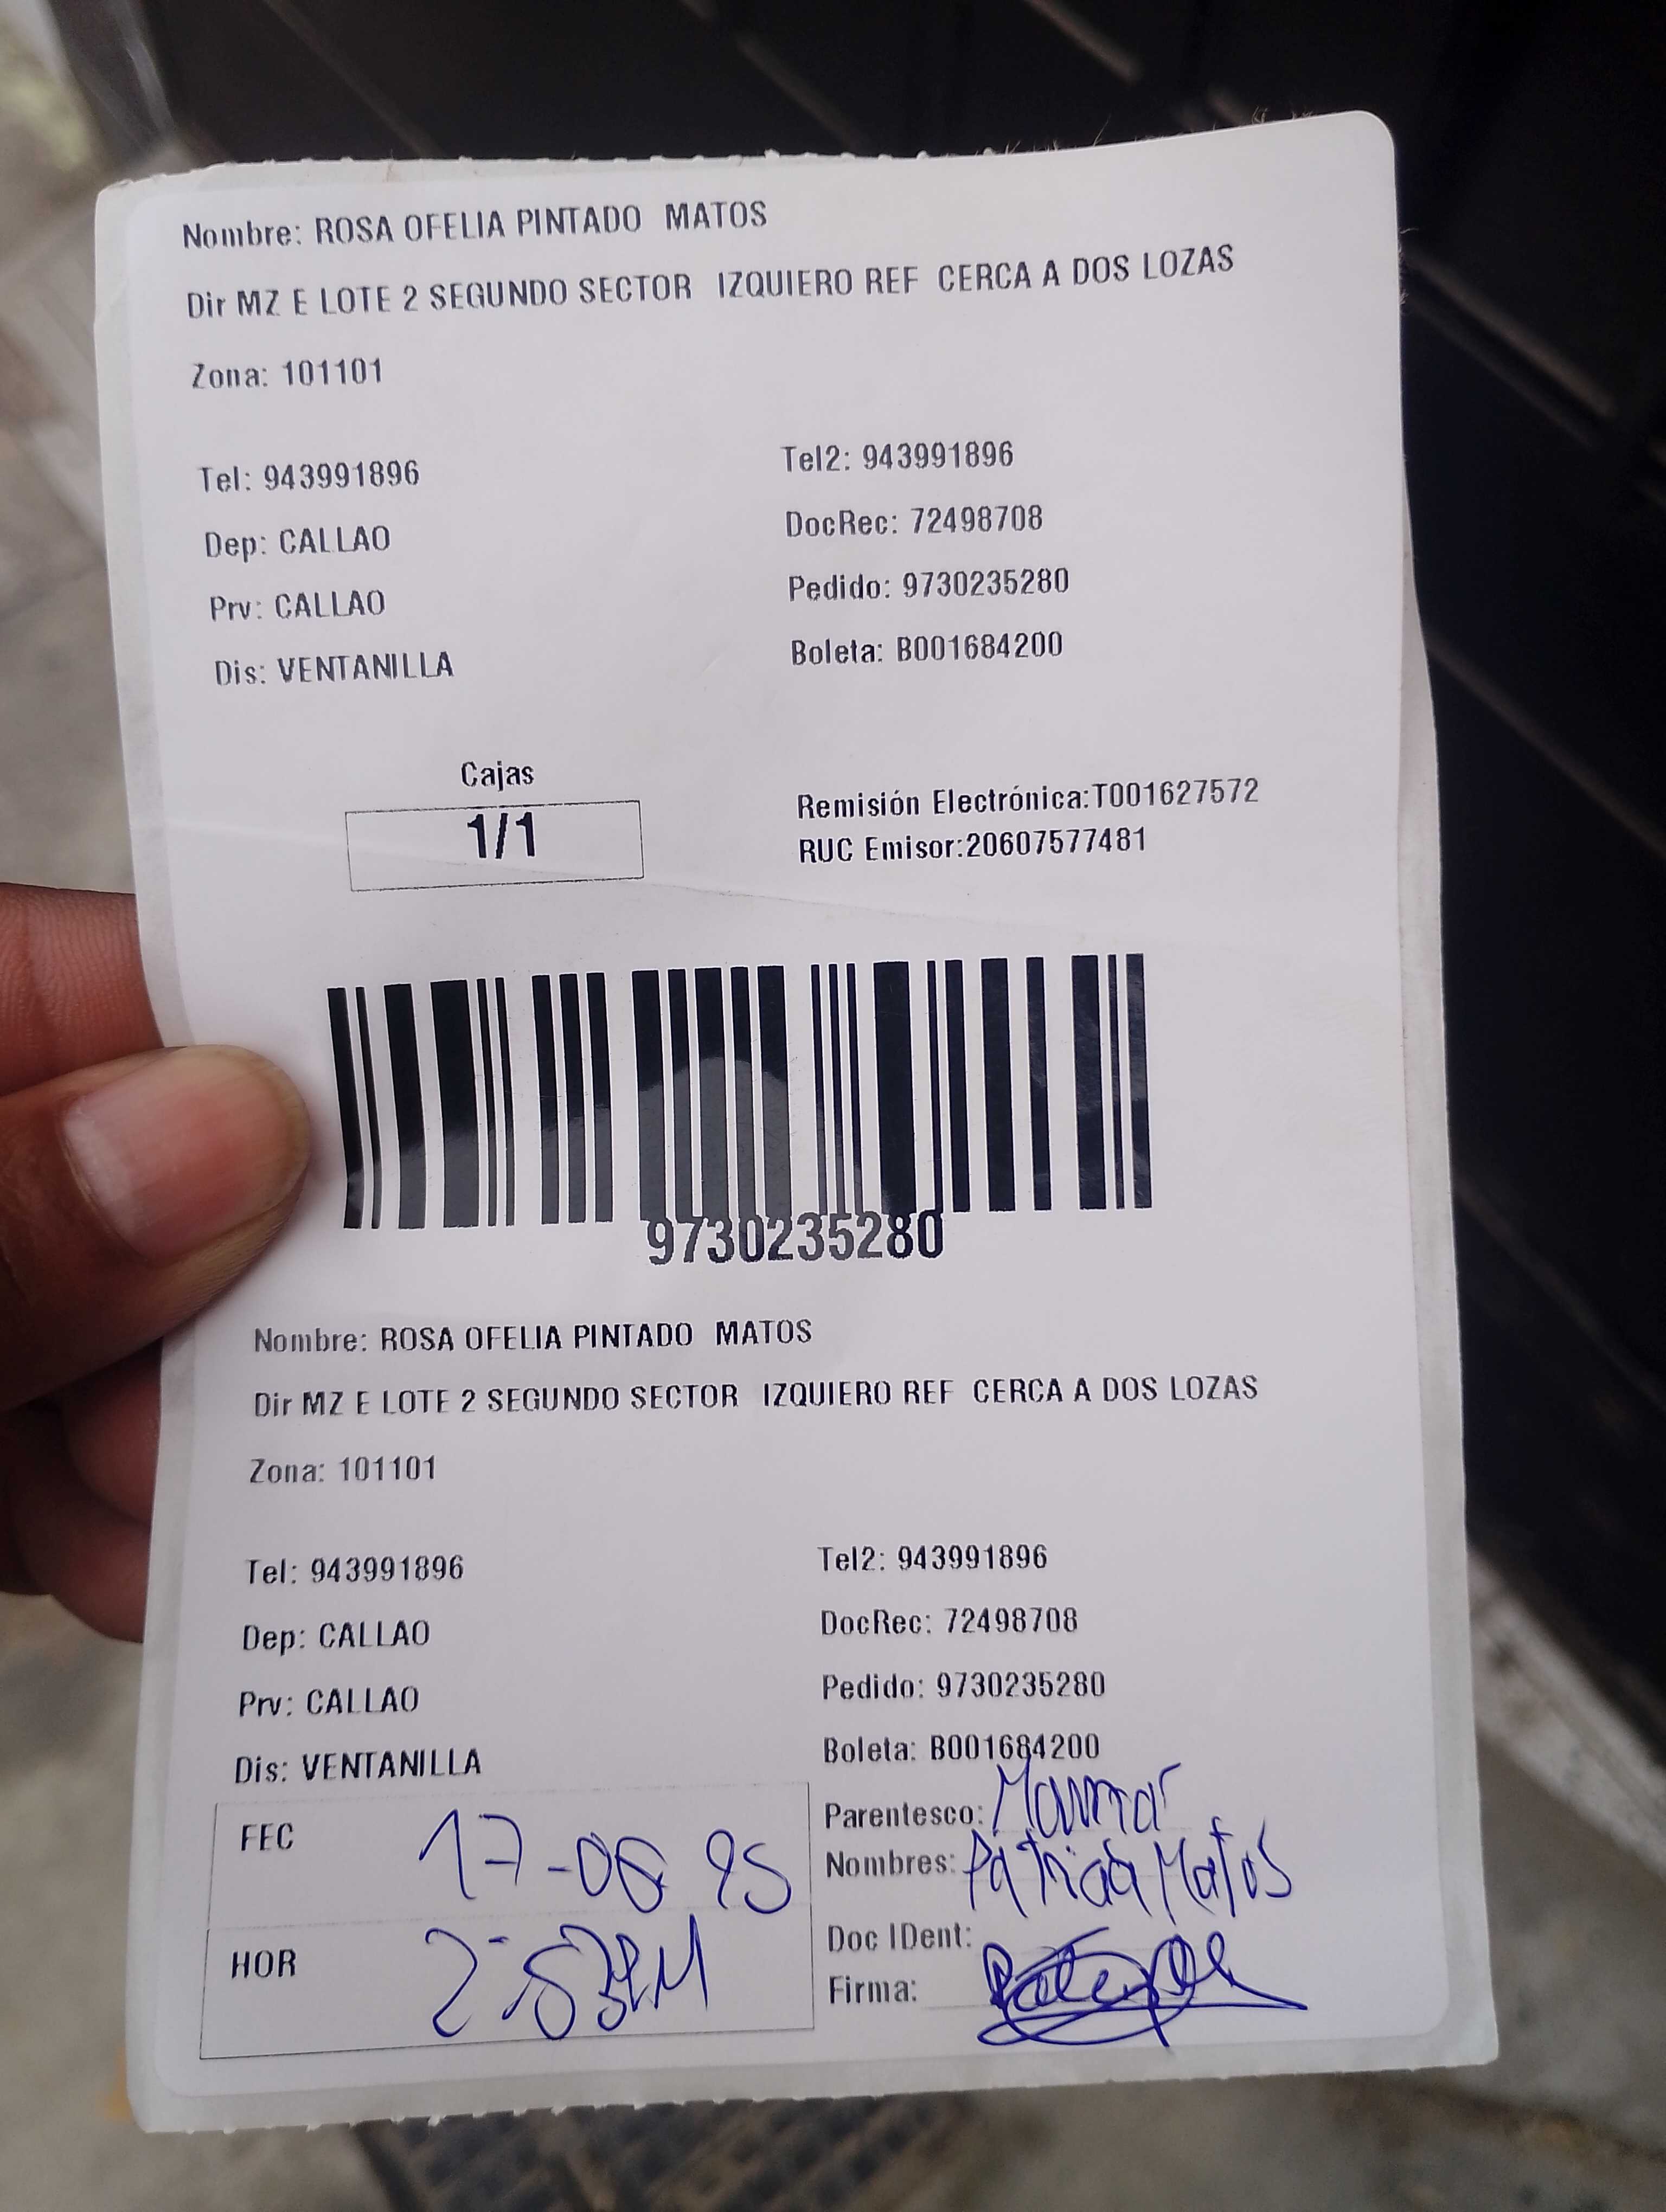 Nombre: ROSA OFELIA PINTADO MATOS
Dir MZ E LOTE 2 SEGUNDO SECTOR IZQUIERO REF CERCA A DOS LOZAS
Zona: 101101
Tel: 943991896 Tel2: 943991896
Dep: CALLAO DocRec: 72498708
Prv: CALLAO Pedido: 9730235280
Dis: VENTANILLA Boleta: B001684200
Cajas
1/1
Remisión Electrónica:T001627572
RUC Emisor:20607577481
9730235280
Nombre: ROSA OFELIA PINTADO MATOS
Dir MZ E LOTE 2 SEGUNDO SECTOR IZQUIERO REF CERCA A DOS LOZAS
Zona: 101101
Tel: 943991896 Tel2: 943991896
Dep: CALLAO DocRec: 72498708
Prv: CALLAO Pedido: 9730235280
Dis: VENTANILLA Boleta: B001684200
FEC 17-06
Parentesco:
Nombres: Patricia Matos
HOR
Doc IDent:
Firma: